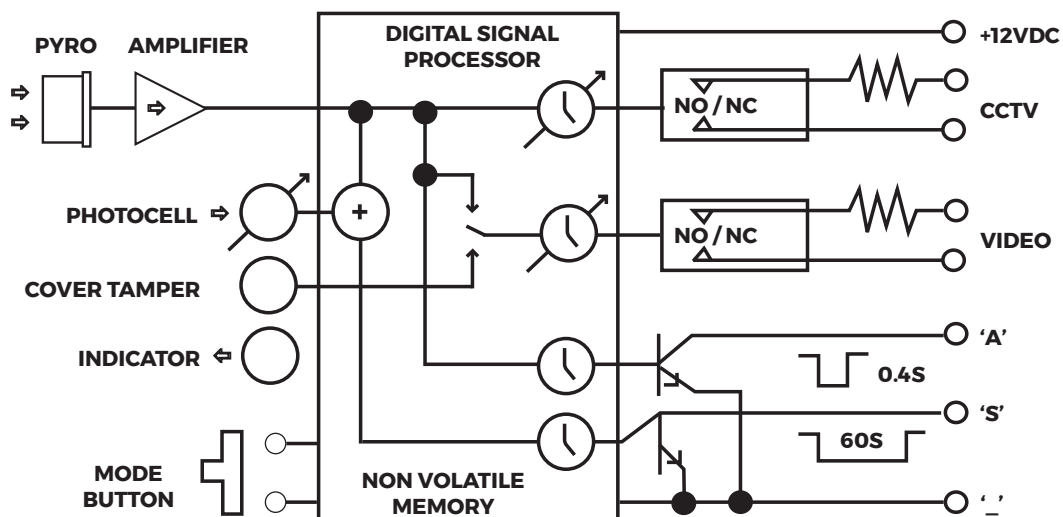 PYRO
AMPLIFIER
DIGITAL SIGNAL
PROCESSOR
+12VDC
NO / NC
CCTV
PHOTOCELL
+
NO / NC
VIDEO
COVER TAMPER
INDICATOR
'A'
0.4S
'S'
60S
MODE
BUTTON
NON VOLATILE
MEMORY
'_'